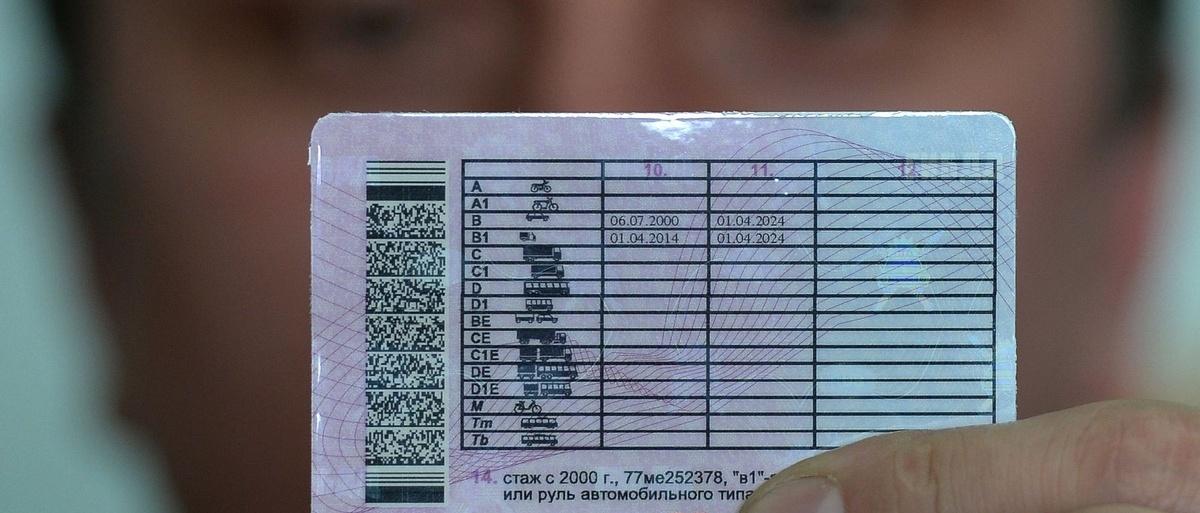 10. 11. 12.
A
A1
B 06.07.2000 01.04.2024
B1 01.04.2014 01.04.2024
C
C1
D
D1
BE
CE
C1E
DE
D1E
M
Tm
Tb
14. стаж с 2000 г., 77ме252378, "в1"-
или руль автомобильного типа